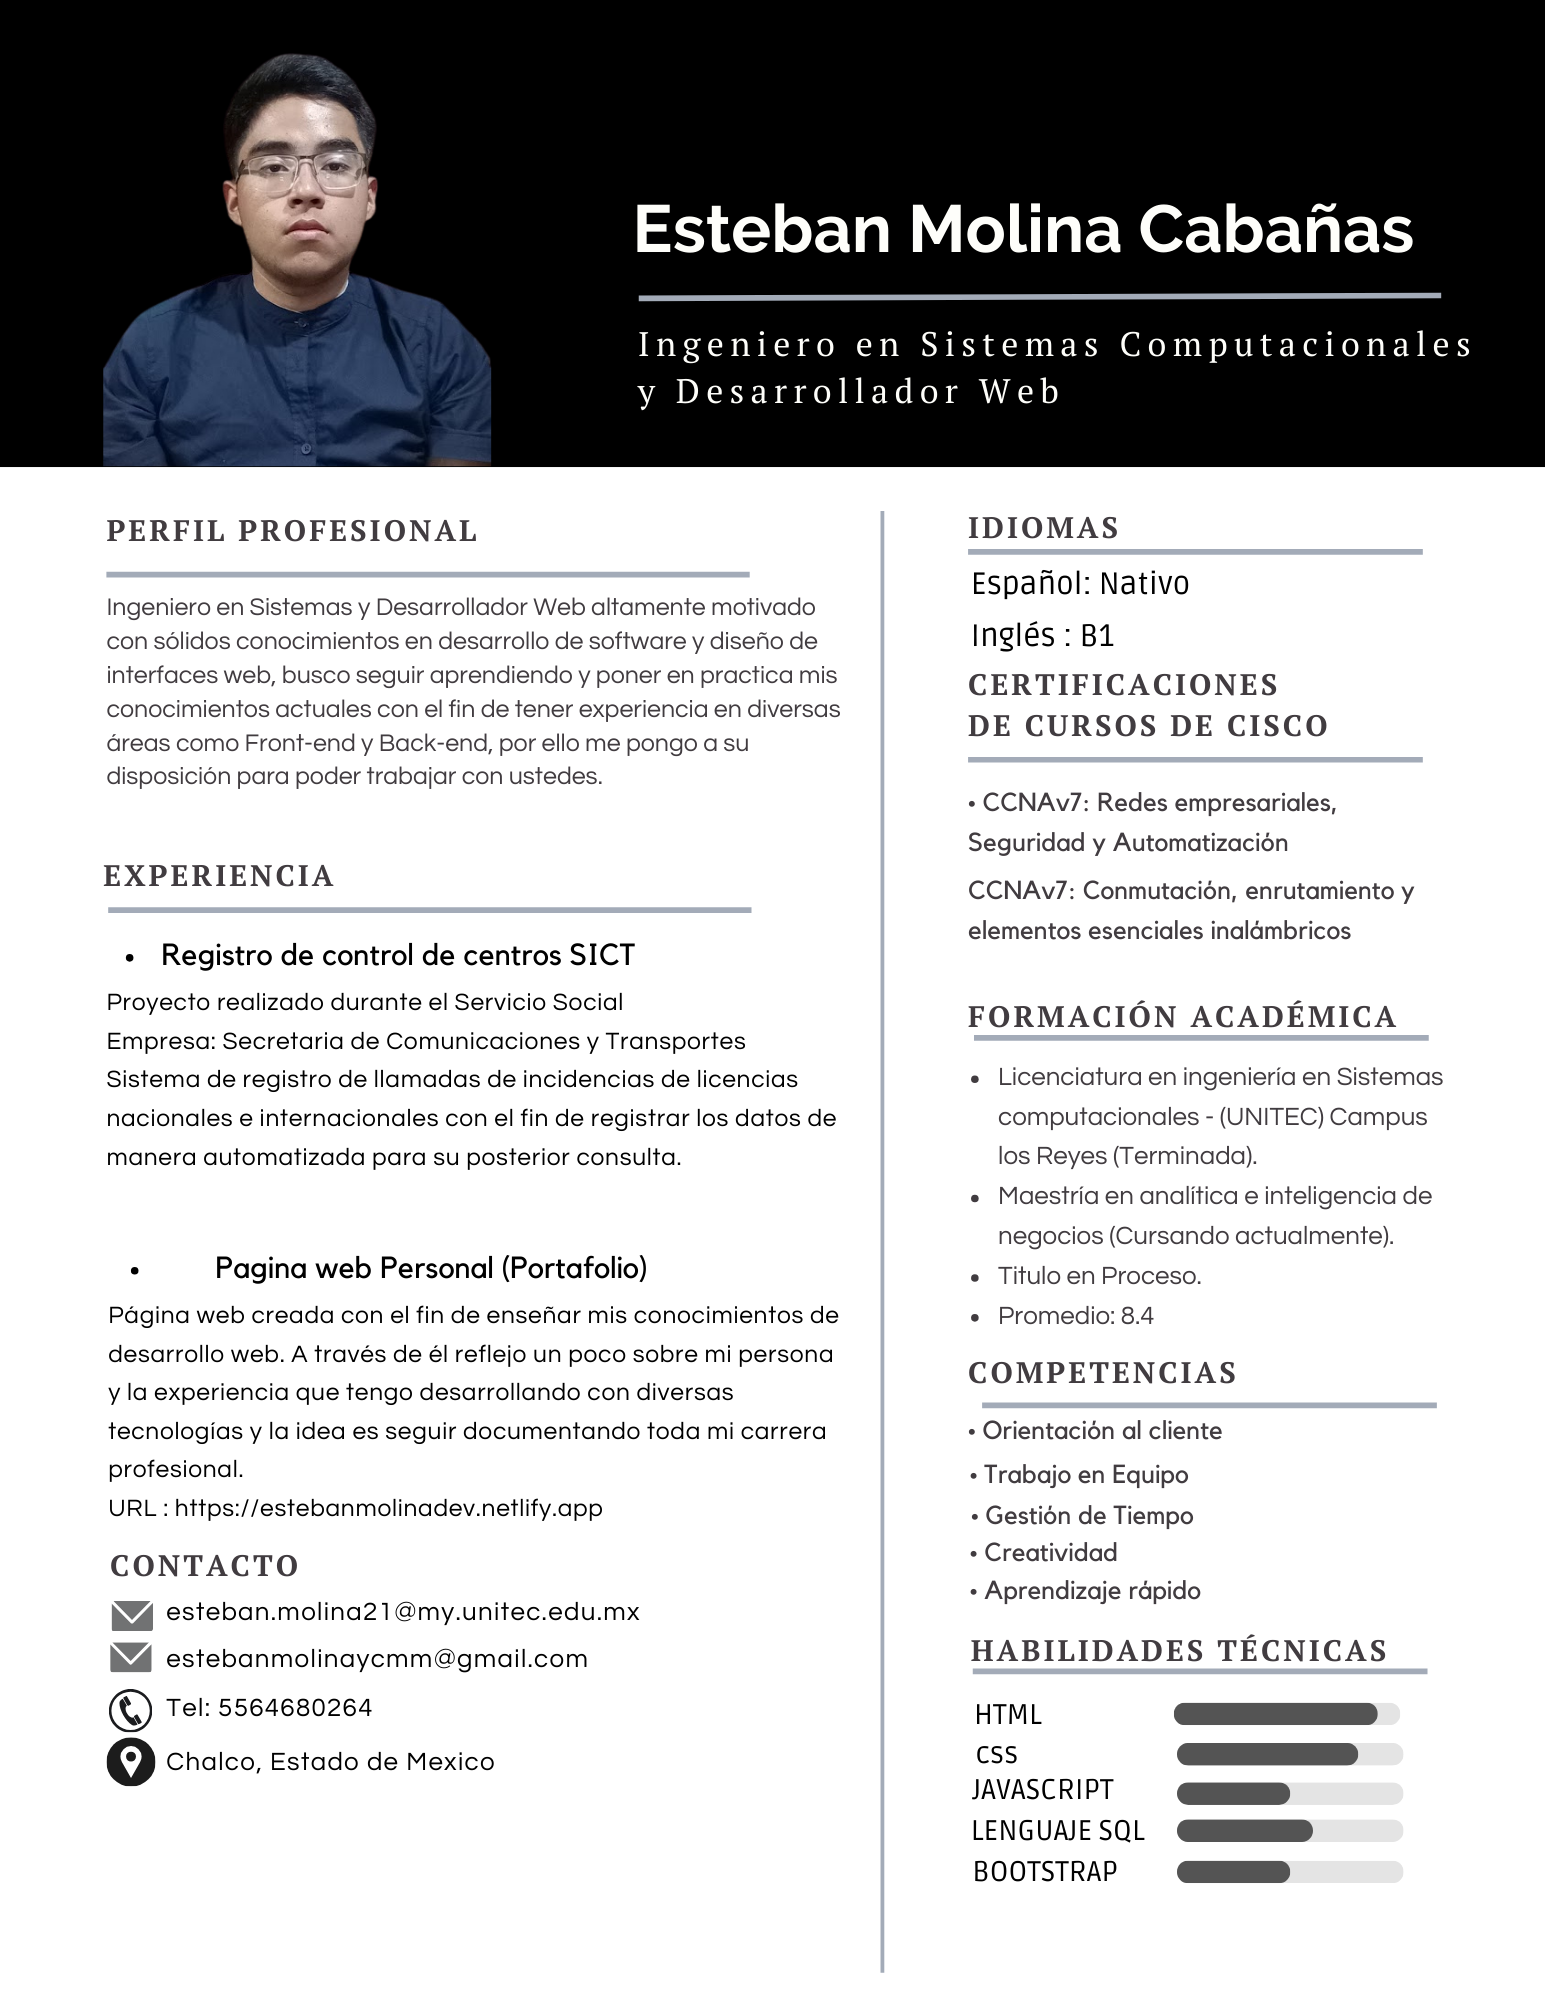 Esteban Molina Cabañas
Ingeniero en Sistemas Computacionales
y Desarrollador Web
PERFIL PROFESIONAL
Ingeniero en Sistemas y Desarrollador Web altamente motivado
con sólidos conocimientos en desarrollo de software y diseño de
interfaces web, busco seguir aprendiendo y poner en practica mis
conocimientos actuales con el fin de tener experiencia en diversas
áreas como Front-end y Back-end, por ello me pongo a su
disposición para poder trabajar con ustedes.
EXPERIENCIA
• Registro de control de centros SICT
Proyecto realizado durante el Servicio Social
Empresa: Secretaria de Comunicaciones y Transportes
Sistema de registro de llamadas de incidencias de licencias
nacionales e internacionales con el fin de registrar los datos de
manera automatizada para su posterior consulta.
• Pagina web Personal (Portafolio)
Página web creada con el fin de enseñar mis conocimientos de
desarrollo web. A través de él reflejo un poco sobre mi persona
y la experiencia que tengo desarrollando con diversas
tecnologías y la idea es seguir documentando toda mi carrera
profesional.
URL : https://estebanmolinadev.netlify.app
CONTACTO
esteban.molina21@my.unitec.edu.mx
estebanmolinaycmm@gmail.com
Tel: 5564680264
Chalco, Estado de Mexico
IDIOMAS
Español: Nativo
Inglés : B1
CERTIFICACIONES
DE CURSOS DE CISCO
• CCNAv7: Redes empresariales,
Seguridad y Automatización
CCNAv7: Conmutación, enrutamiento y
elementos esenciales inalámbricos
FORMACIÓN ACADÉMICA
• Licenciatura en ingeniería en Sistemas
computacionales - (UNITEC) Campus
los Reyes (Terminada).
• Maestría en analítica e inteligencia de
negocios (Cursando actualmente).
• Titulo en Proceso.
• Promedio: 8.4
COMPETENCIAS
• Orientación al cliente
• Trabajo en Equipo
• Gestión de Tiempo
• Creatividad
• Aprendizaje rápido
HABILIDADES TÉCNICAS
HTML
CSS
JAVASCRIPT
LENGUAJE SQL
BOOTSTRAP